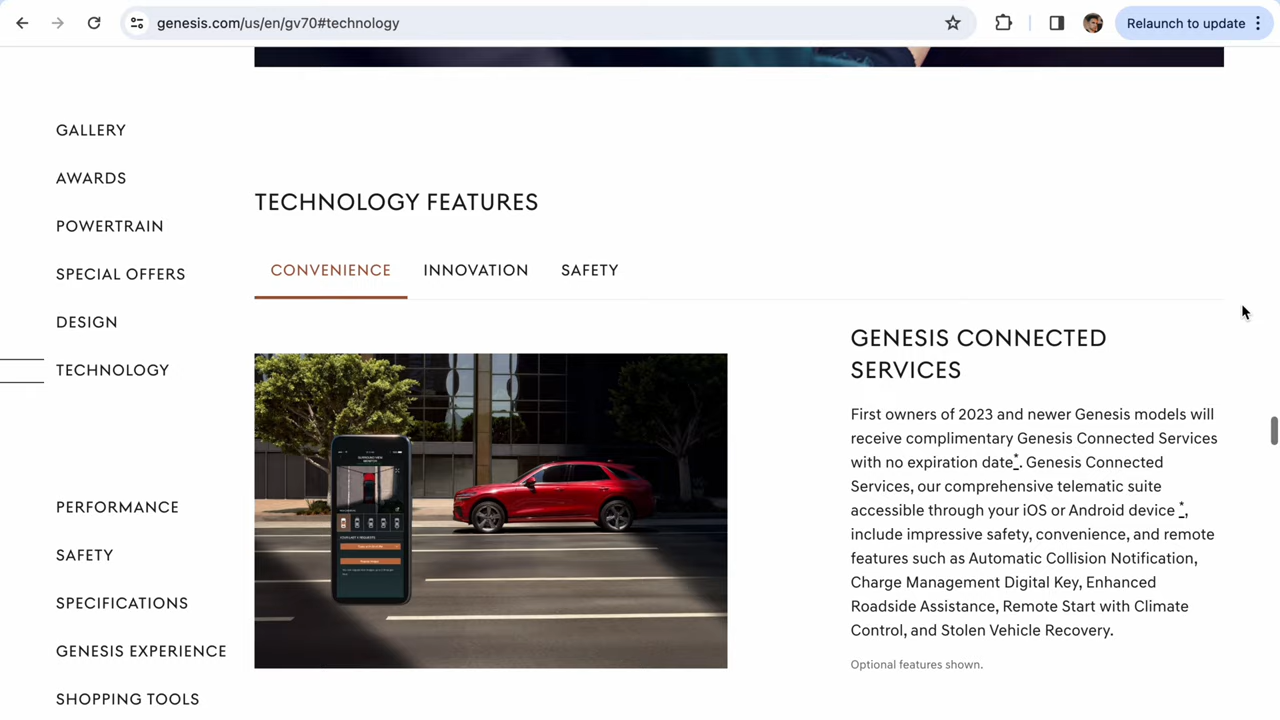 genesis.com/us/en/gv70#technology
Relaunch to update
GALLERY
AWARDS
POWERTRAIN
SPECIAL OFFERS
DESIGN
TECHNOLOGY
PERFORMANCE
SAFETY
SPECIFICATIONS
GENESIS EXPERIENCE
SHOPPING TOOLS
TECHNOLOGY FEATURES
CONVENIENCE
INNOVATION
SAFETY
GENESIS CONNECTED
SERVICES
First owners of 2023 and newer Genesis models will
receive complimentary Genesis Connected Services
with no expiration date*. Genesis Connected
Services, our comprehensive telematic suite
accessible through your iOS or Android device *,
include impressive safety, convenience, and remote
features such as Automatic Collision Notification,
Charge Management Digital Key, Enhanced
Roadside Assistance, Remote Start with Climate
Control, and Stolen Vehicle Recovery.
Optional features shown.